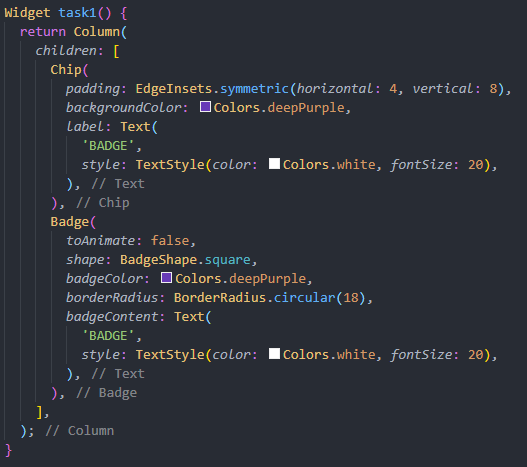 Widget task1() {
  return Column(
    children: [
      Chip(
        padding: EdgeInsets.symmetric(horizontal: 4, vertical: 8),
        backgroundColor: Colors.deepPurple,
        label: Text(
          'BADGE',
          style: TextStyle(color: Colors.white, fontSize: 20),
        ), // Text
      ), // Chip
      Badge(
        toAnimate: false,
        shape: BadgeShape.square,
        badgeColor: Colors.deepPurple,
        borderRadius: BorderRadius.circular(18),
        badgeContent: Text(
          'BADGE',
          style: TextStyle(color: Colors.white, fontSize: 20),
        ), // Text
      ), // Badge
    ],
  ); // Column
}